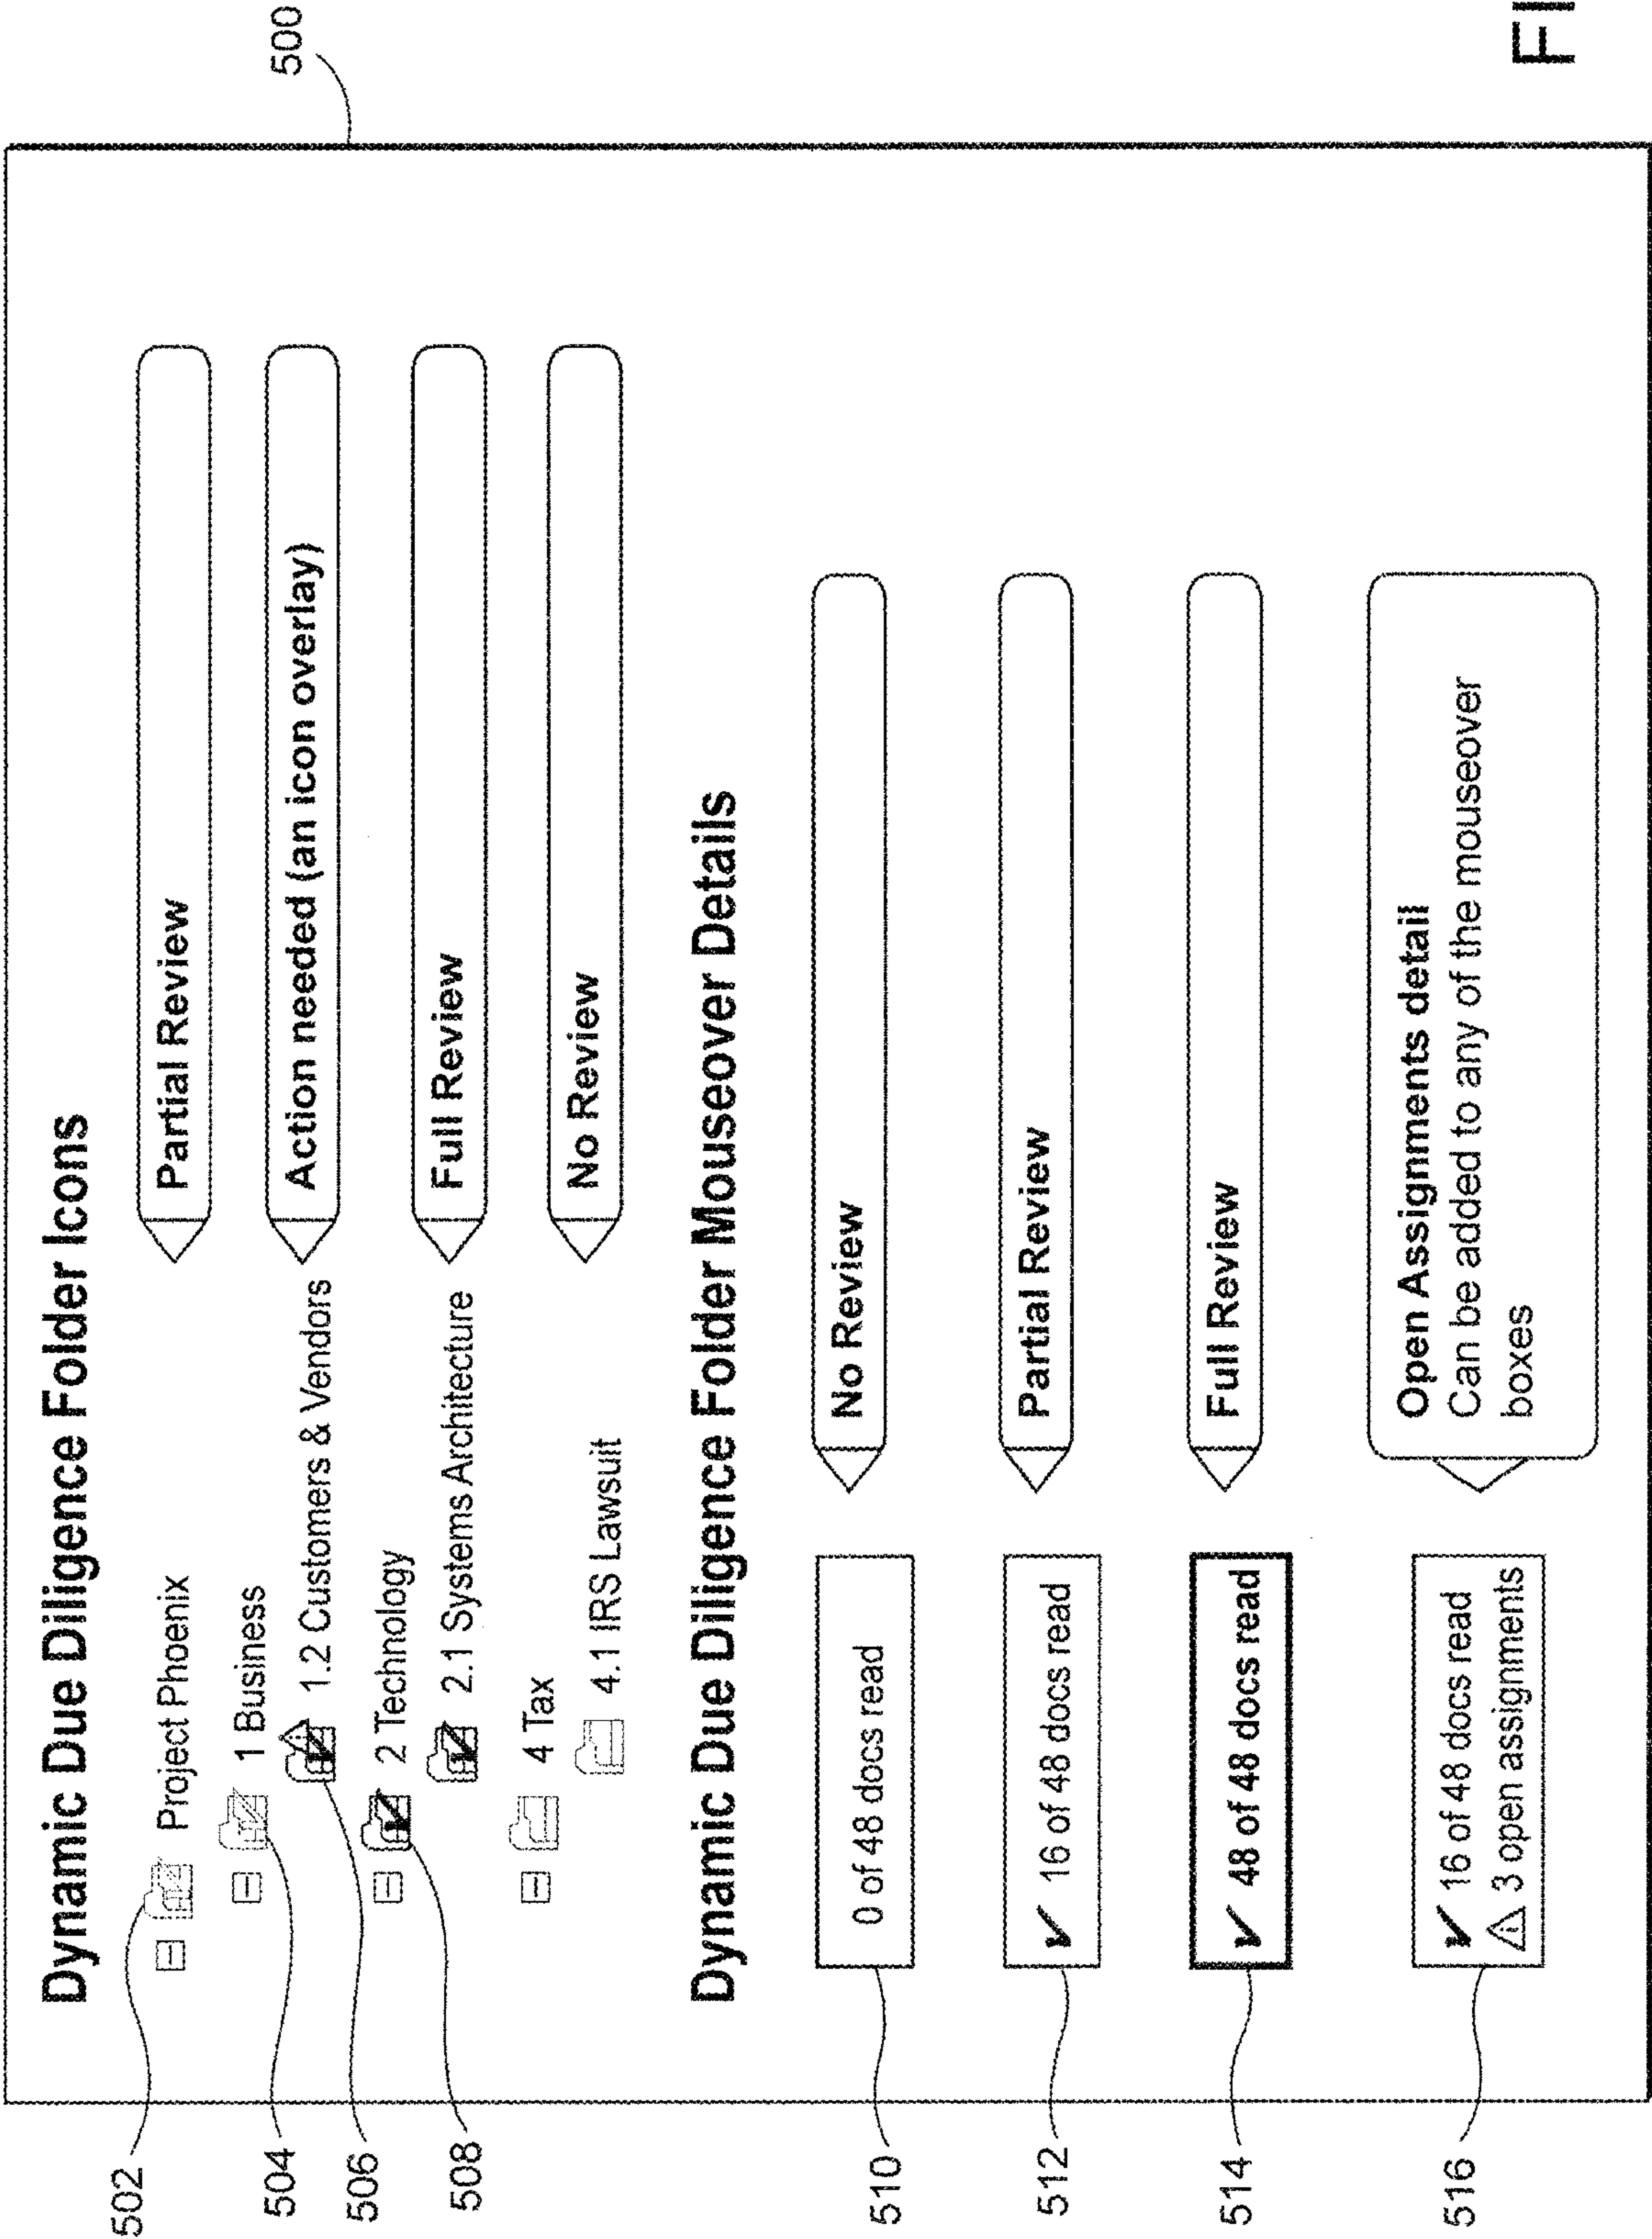 500
Dynamic Due Diligence Folder Icons
502
Project Phoenix
Partial Review
504
1 Business
506
1.2 Customers & Vendors
Action needed (an icon overlay)
508
2 Technology
2.1 Systems Architecture
Full Review
4 Tax
4.1 IRS Lawsuit
No Review
Dynamic Due Diligence Folder Mouseover Details
510
0 of 48 docs read
No Review
512
✔ 16 of 48 docs read
Partial Review
514
✔ 48 of 48 docs read
Full Review
516
✔ 16 of 48 docs read
⚠ 3 open assignments
Open Assignments detail
Can be added to any of the mouseover
boxes